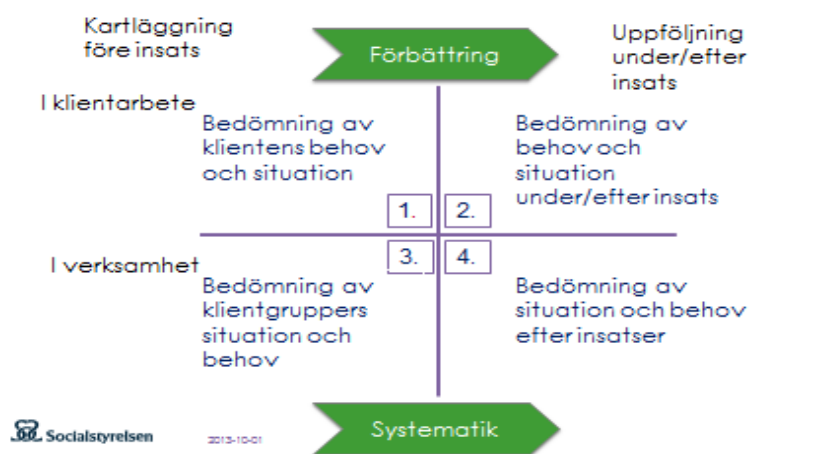 Kartläggning
före insats
Förbättring
Uppföljning
under/efter
insats
I klientarbete
Bedömning av
klientens behov
och situation
Bedömning av
behov och
situation
under/efter insats
1.
2.
3.
4.
I verksamhet
Bedömning av
klientgruppers
situation och
behov
Bedömning av
situation och behov
efter insatser
Socialstyrelsen
2013-10-01
Systematik